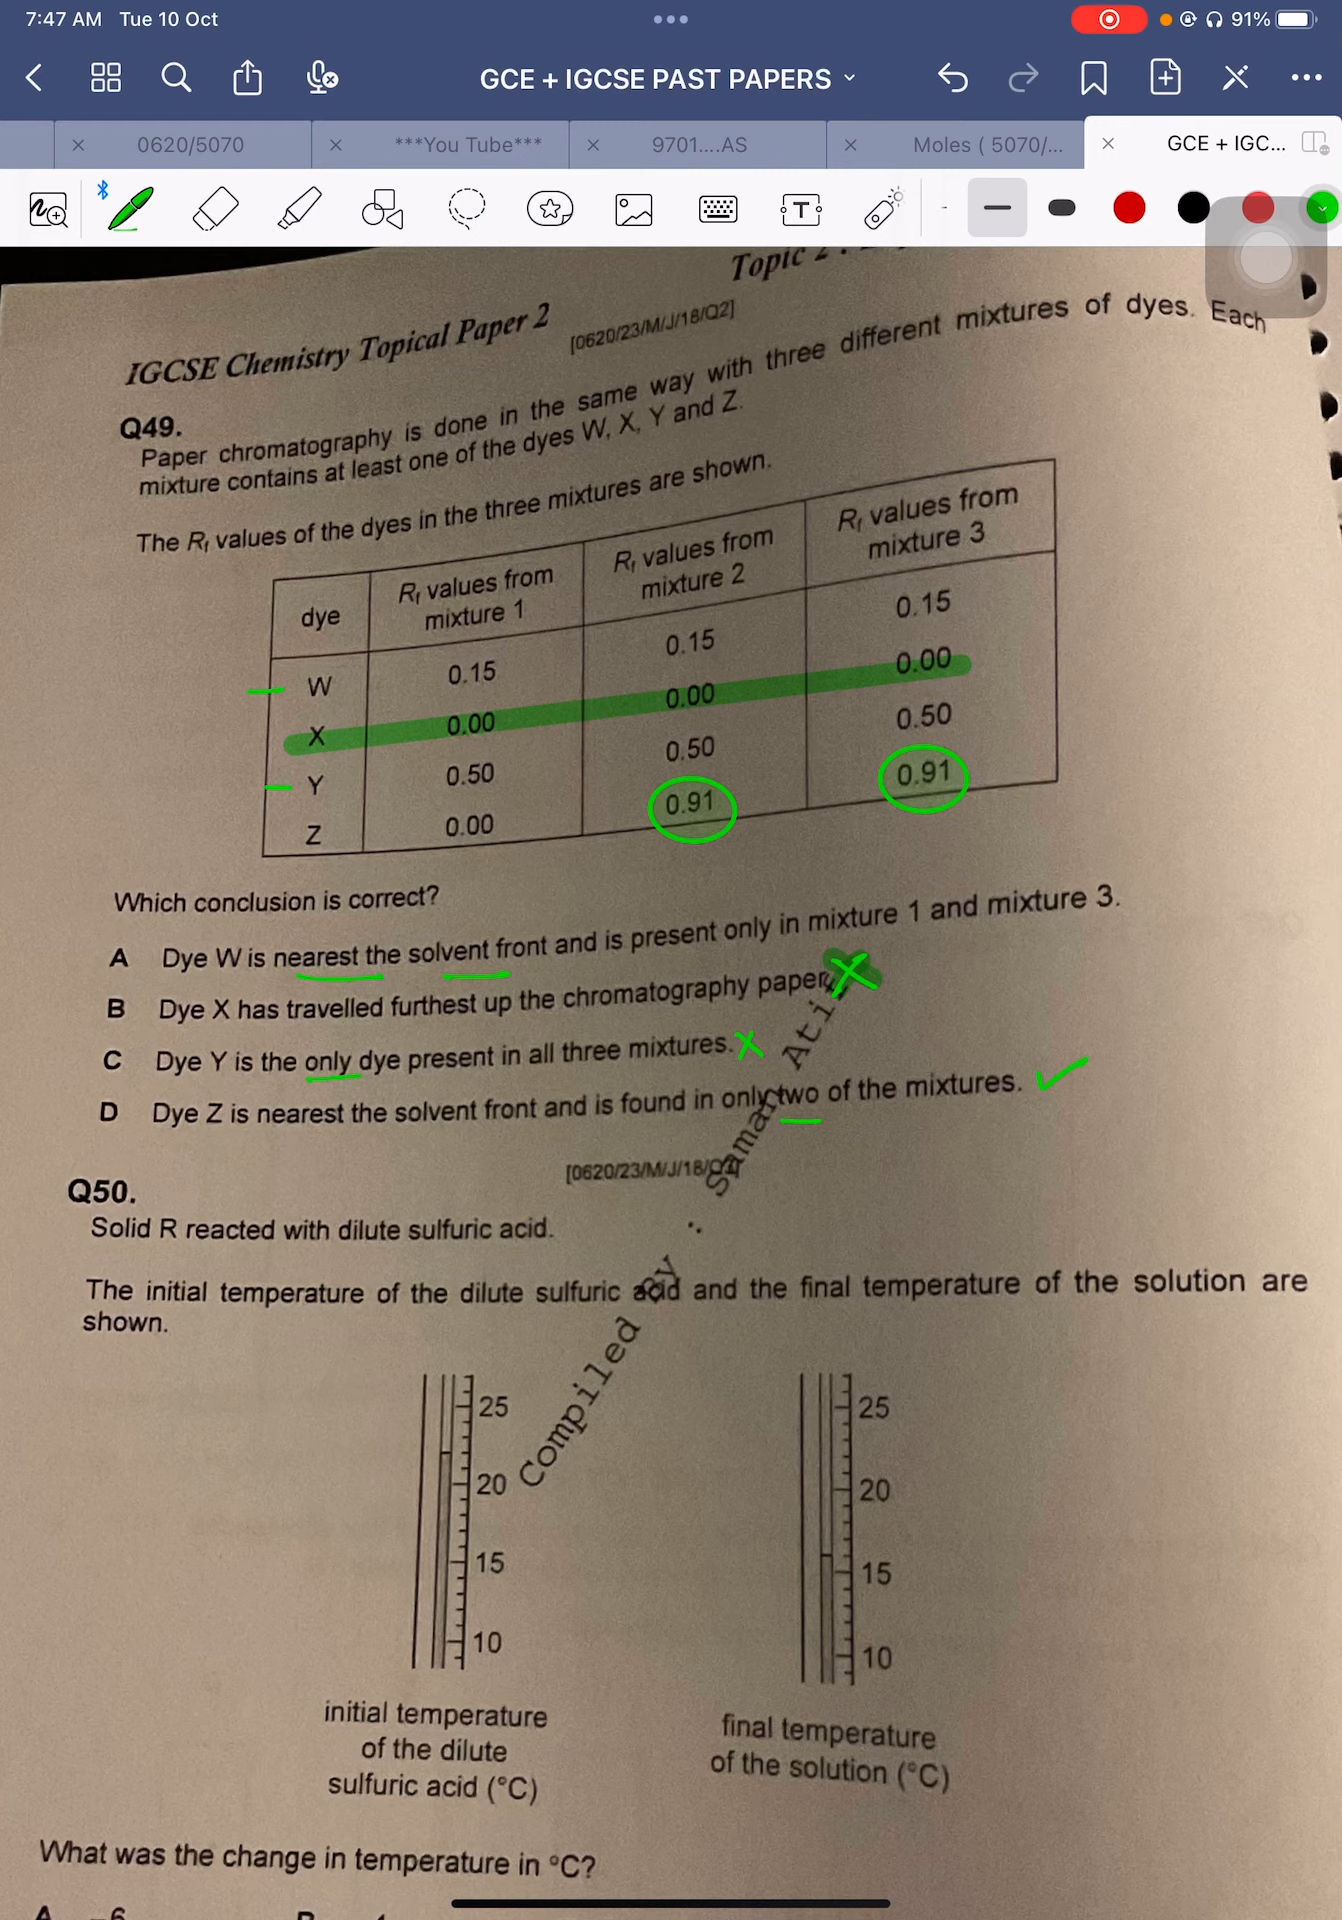 7:47 AM Tue 10 Oct
91%
GCE + IGCSE PAST PAPERS
0620/5070
***You Tube***
9701....AS
Moles ( 5070/...
GCE + IGC...
T
IGCSE Chemistry Topical Paper 2
[0620/23/M/J/18/Q2]
Topic 2 :
Q49.
Paper chromatography is done in the same way with three different mixtures of dyes. Each
mixture contains at least one of the dyes W, X, Y and Z.
The Rf values of the dyes in the three mixtures are shown.
dye Rf values from mixture 1 Rf values from mixture 2 Rf values from mixture 3
W 0.15 0.15 0.15
X 0.00 0.00 0.00
Y 0.50 0.50 0.50
Z 0.00 0.91 0.91
Which conclusion is correct?
A Dye W is nearest the solvent front and is present only in mixture 1 and mixture 3.
B Dye X has travelled furthest up the chromatography paper.
C Dye Y is the only dye present in all three mixtures.
D Dye Z is nearest the solvent front and is found in only two of the mixtures.
Compiled By : Samar
[0620/23/M/J/18/
Q50.
Solid R reacted with dilute sulfuric acid.
The initial temperature of the dilute sulfuric acid and the final temperature of the solution are
shown.
25 25
20 20
15 15
10 10
initial temperature
of the dilute
sulfuric acid (°C)
final temperature
of the solution (°C)
What was the change in temperature in °C?
A –6